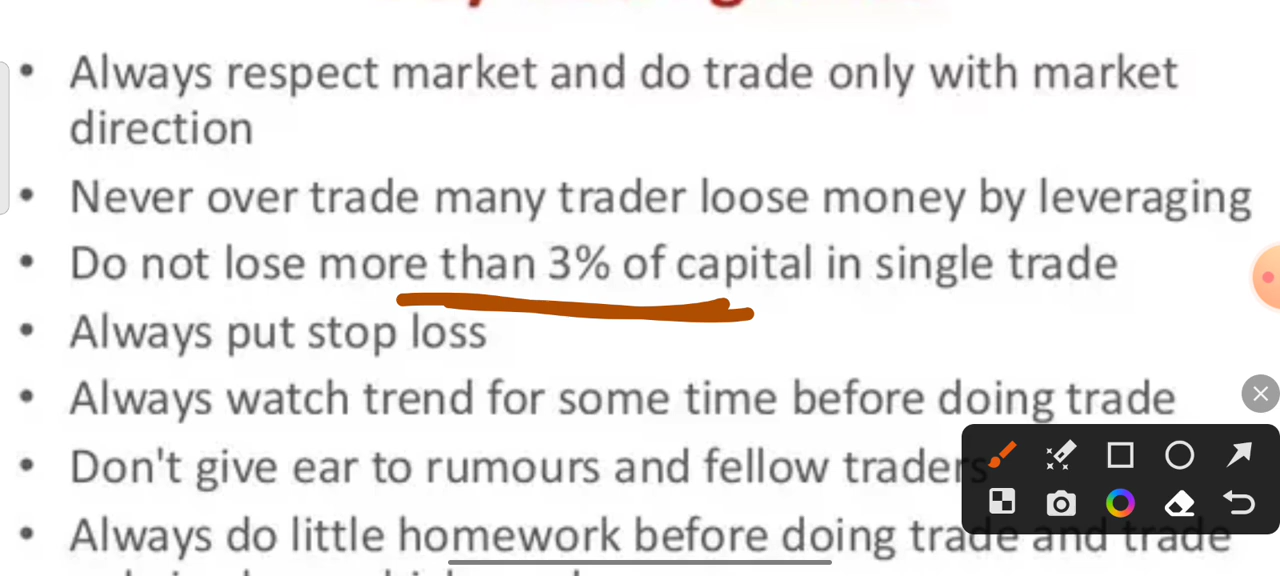 • Always respect market and do trade only with market
direction
• Never over trade many trader loose money by leveraging
• Do not lose more than 3% of capital in single trade
• Always put stop loss
• Always watch trend for some time before doing trade
• Don't give ear to rumours and fellow traders
• Always do little homework before doing trade and trade